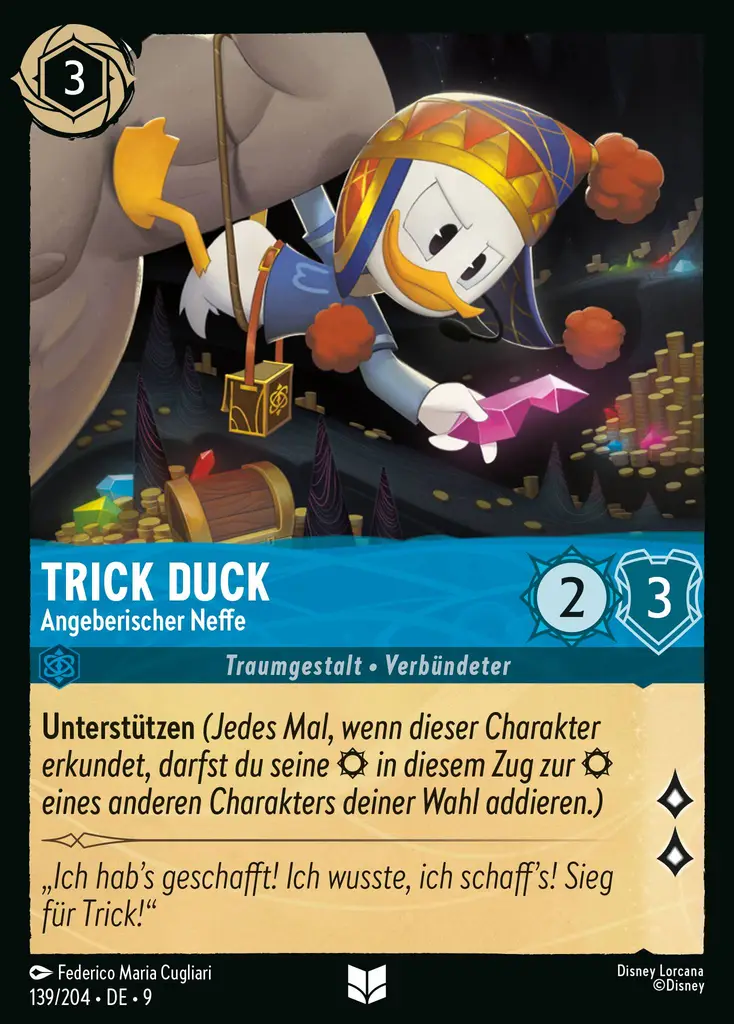 3
TRICK DUCK
Angeberischer Neffe
2
3
Traumgestalt • Verbündeter
Unterstützen (Jedes Mal, wenn dieser Charakter
erkundet, darfst du seine in diesem Zug zur
eines anderen Charakters deiner Wahl addieren.)
„Ich hab's geschafft! Ich wusste, ich schaff's! Sieg
für Trick!“
Federico Maria Cugliari
139/204 • DE • 9
Disney Lorcana
©Disney